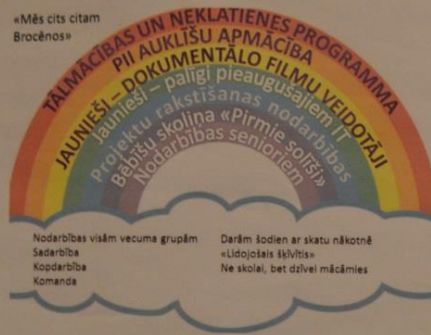 «Mēs cits citam
Brocēnos»
TĀLMĀCĪBAS UN NEKLATIENES PROGRAMMA
PII AUKLĪŠU APMĀCĪBA
JAUNIEŠI – DOKUMENTĀLO FILMU VEIDOTĀJI
Jaunieši – palīgi pieaugušajiem IT
Projektu rakstīšanas nodarbības
Bēbīšu skoliņa «Pirmie solīši»
Nodarbības senioriem
Nodarbības visām vecuma grupām
Sadarbība
Kopdarbība
Komanda
Darām šodien ar skatu nākotnē
«Lidojošais šķīvītis»
Ne skolai, bet dzīvei mācāmies